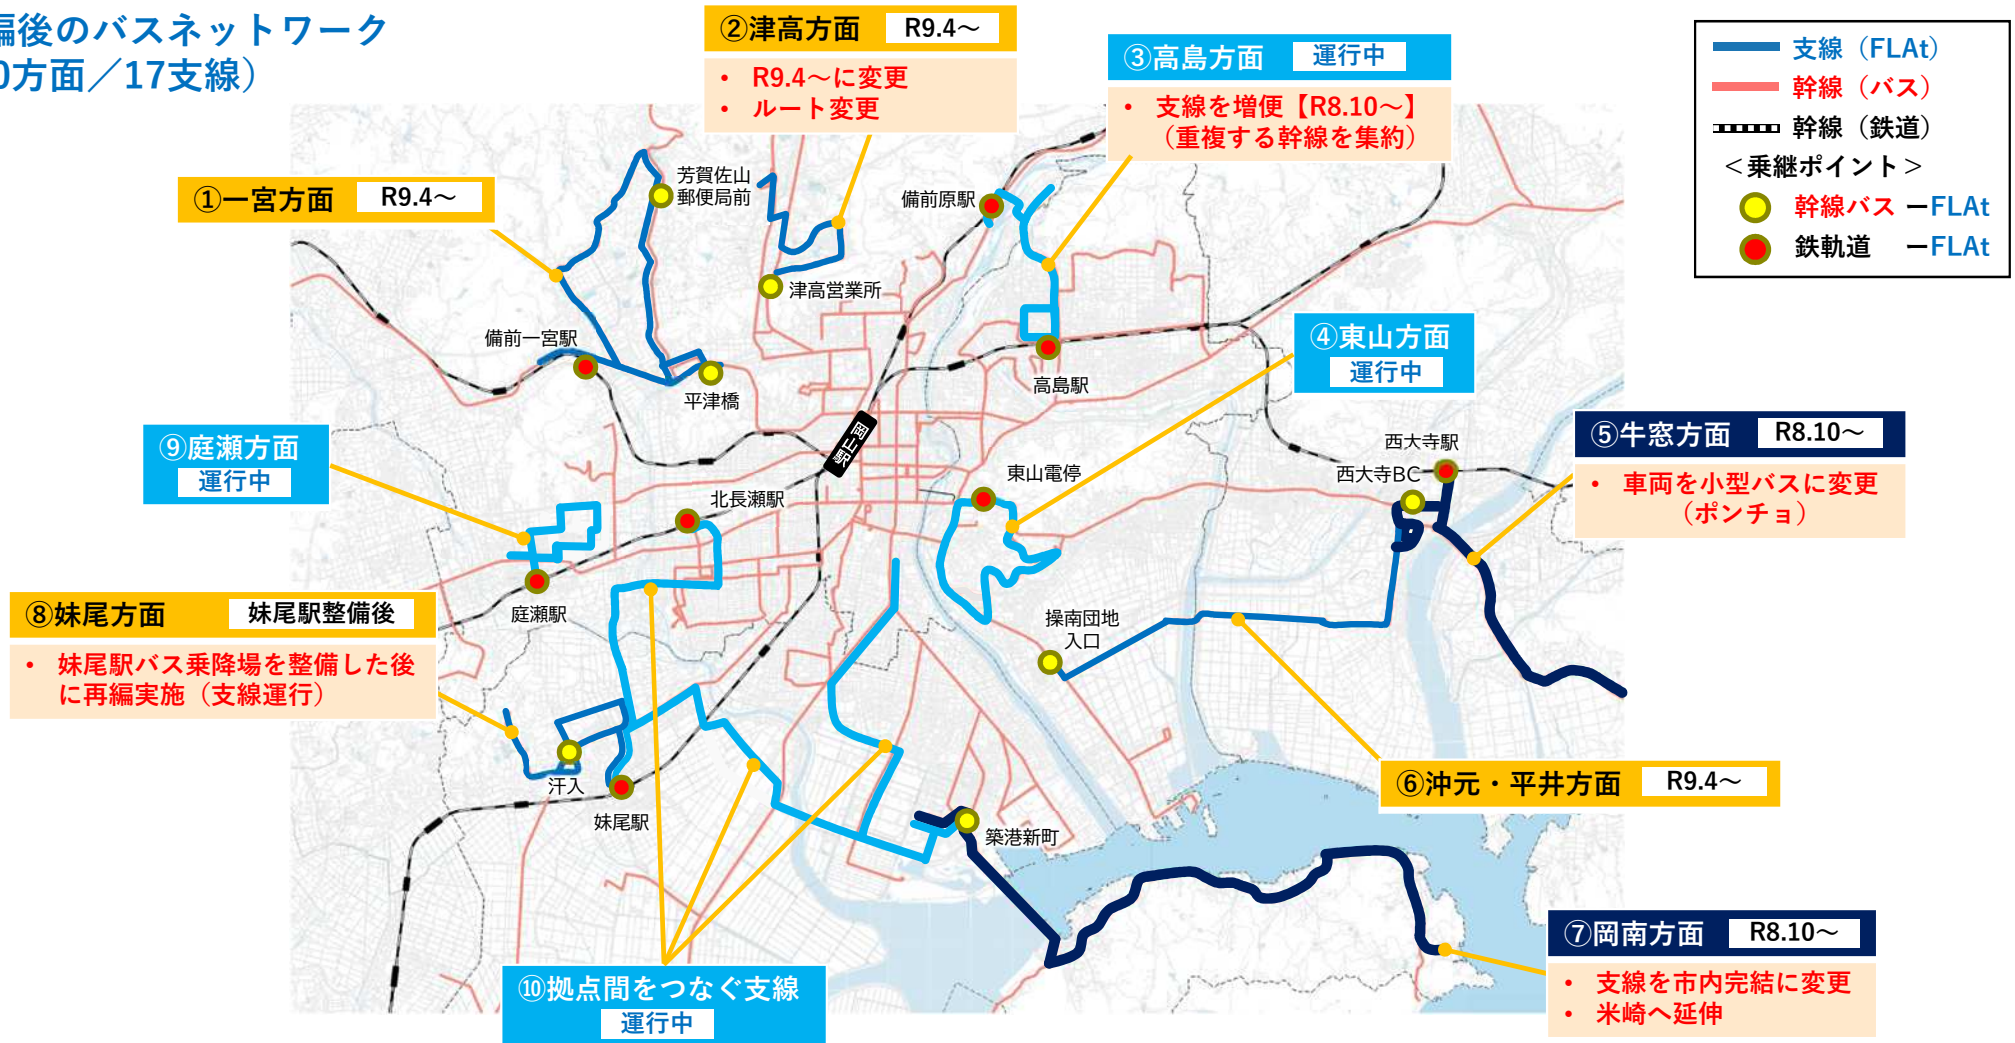 編後のバスネットワーク
0方面／17支線）
②津高方面 R9.4～
• R9.4～に変更
• ルート変更
③高島方面 運行中
• 支線を増便【R8.10～】
（重複する幹線を集約）
支線（FLAt）
幹線（バス）
幹線（鉄道）
＜乗継ポイント＞
幹線バス ーFLAt
鉄軌道 ーFLAt
①一宮方面 R9.4～
芳賀佐山
郵便局前
備前原駅
津高営業所
備前一宮駅
平津橋
高島駅
④東山方面
運行中
岡山駅
⑨庭瀬方面
運行中
北長瀬駅
東山電停
西大寺駅
西大寺BC
⑤牛窓方面 R8.10～
• 車両を小型バスに変更
（ポンチョ）
庭瀬駅
操南団地
入口
⑧妹尾方面 妹尾駅整備後
• 妹尾駅バス乗降場を整備した後
に再編実施（支線運行）
汗入
妹尾駅
築港新町
⑥沖元・平井方面 R9.4～
⑦岡南方面 R8.10～
• 支線を市内完結に変更
• 米崎へ延伸
⑩拠点間をつなぐ支線
運行中